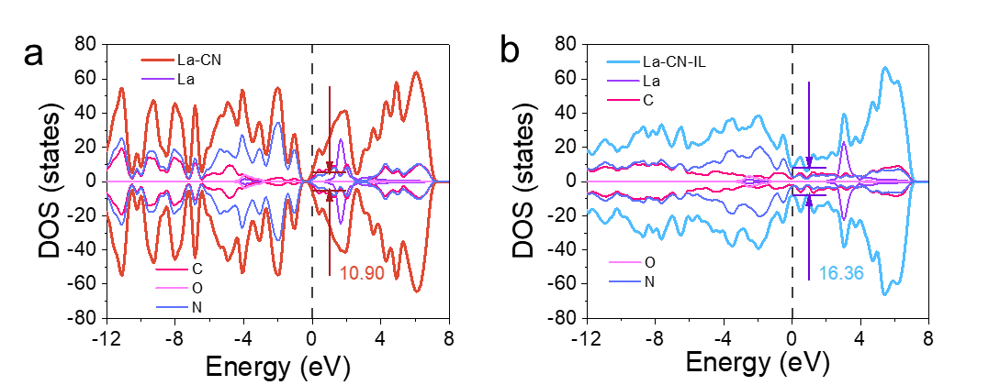 a
80
60
40
20
0
-20
-40
-60
-80
DOS (states)
La-CN
La
C
O
N
10.90
-12
-8
-4
0
4
8
Energy (eV)
b
80
60
40
20
0
-20
-40
-60
-80
DOS (states)
La-CN-IL
La
C
O
N
16.36
-12
-8
-4
0
4
8
Energy (eV)